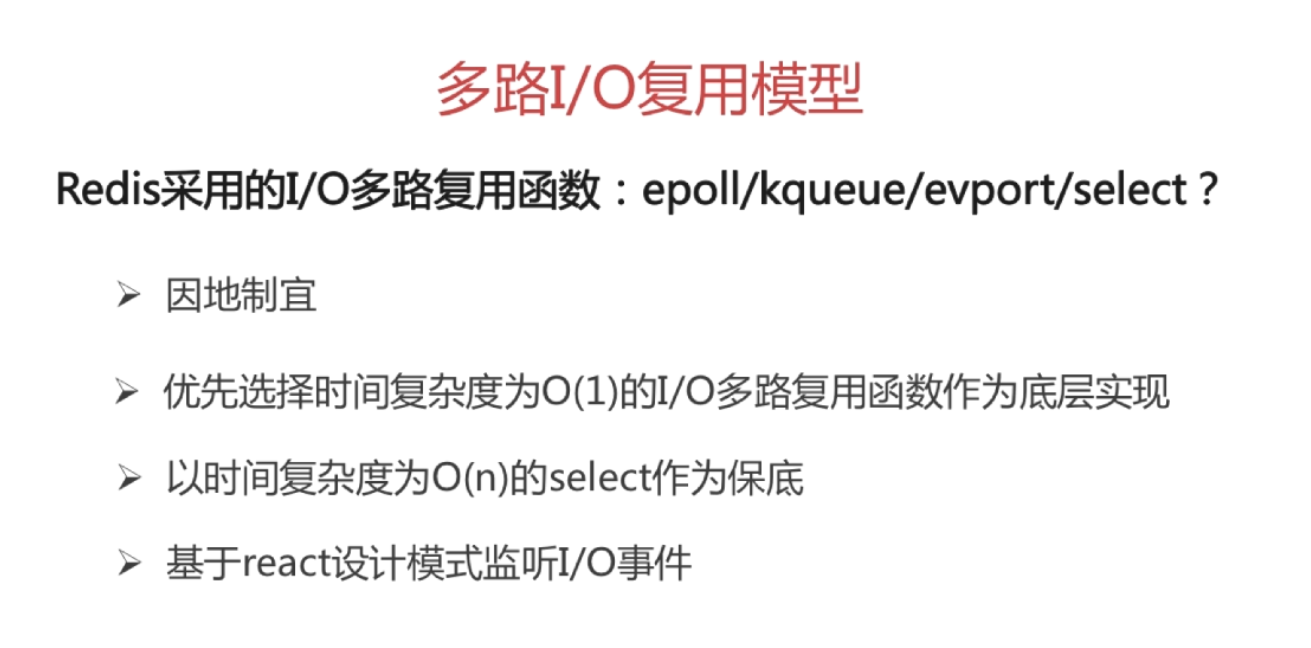 多路I/O复用模型
Redis采用的I/O多路复用函数：epoll/kqueue/evport/select？
➢ 因地制宜
➢ 优先选择时间复杂度为O(1)的I/O多路复用函数作为底层实现
➢ 以时间复杂度为O(n)的select作为保底
➢ 基于react设计模式监听I/O事件